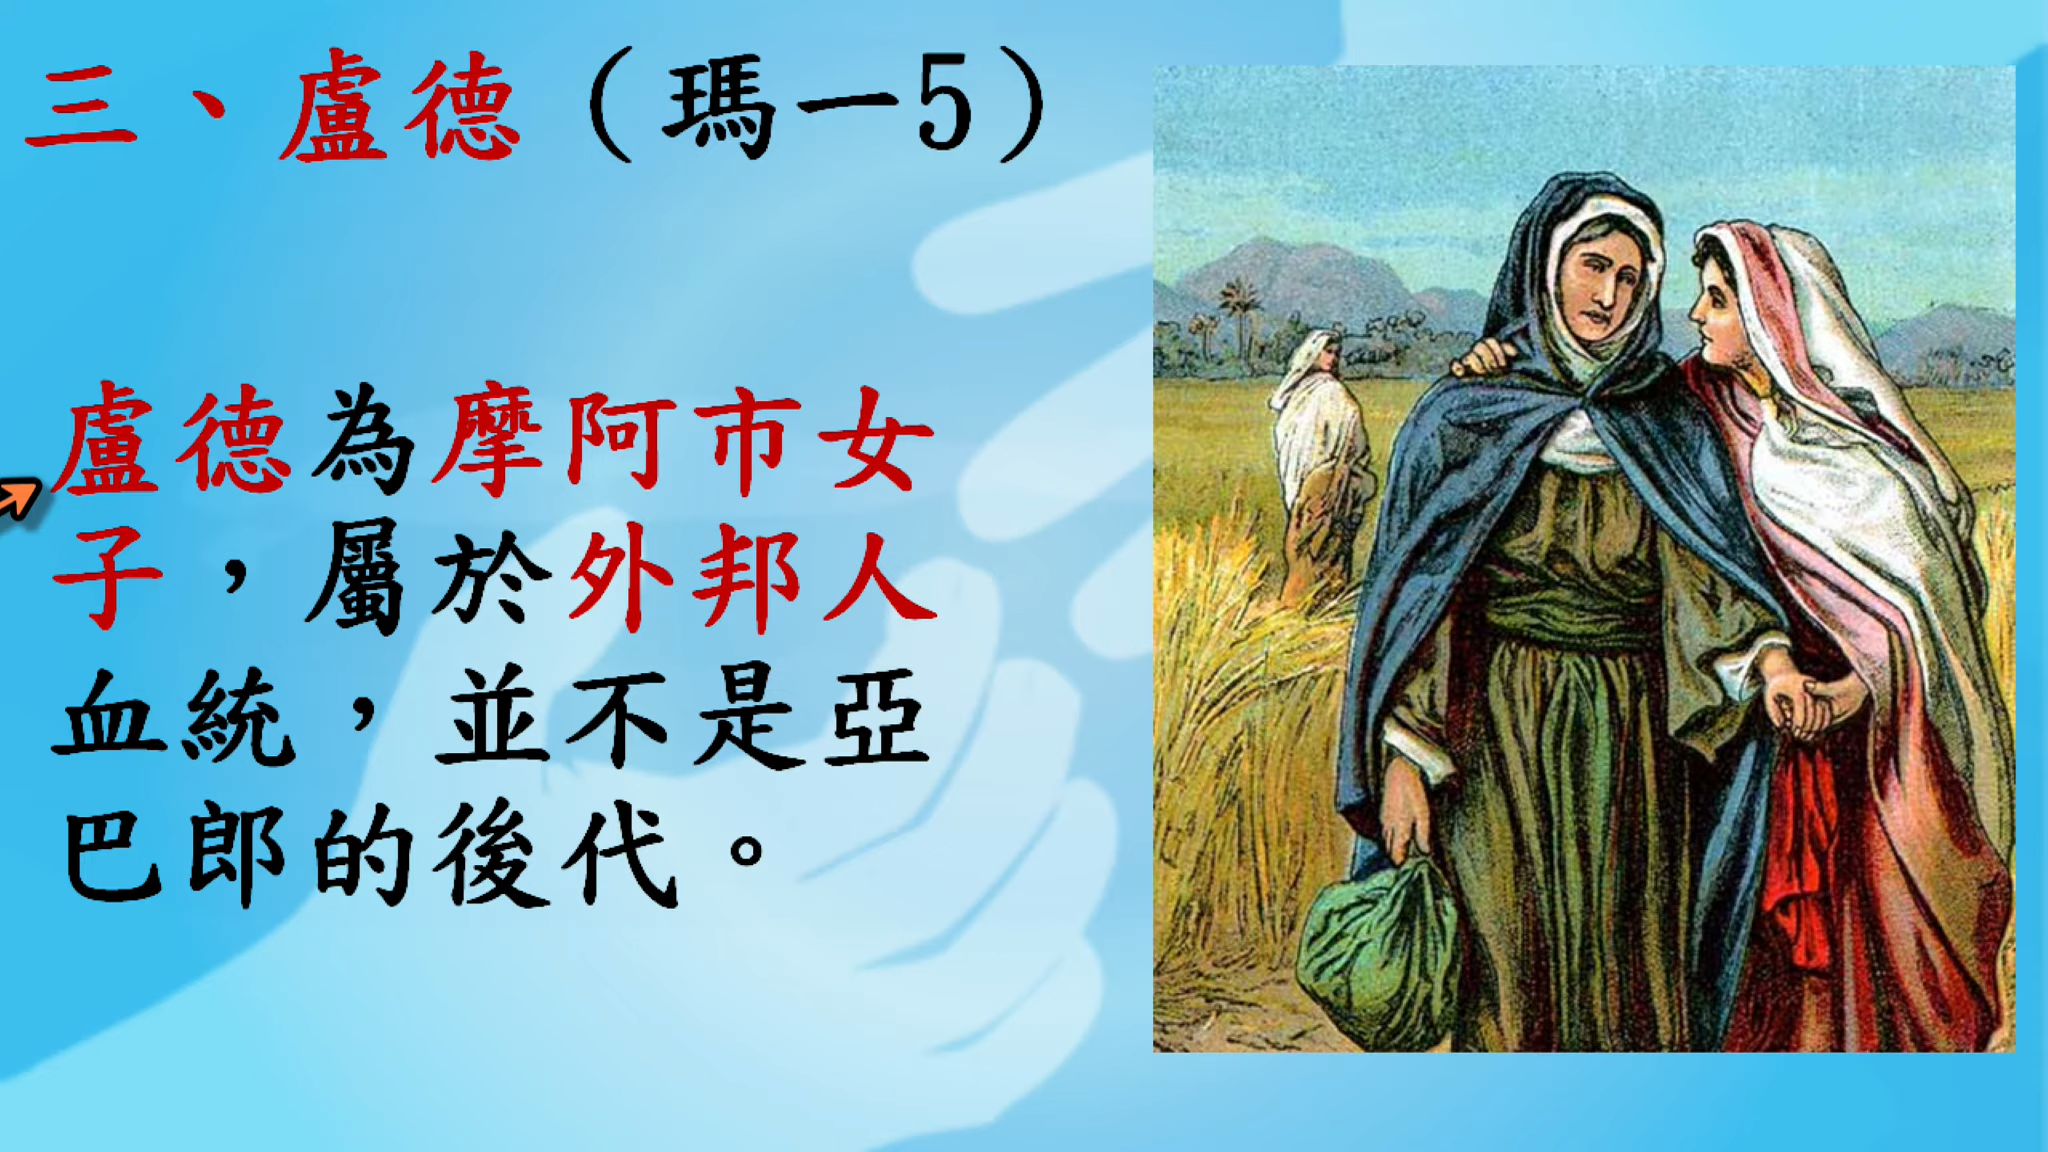 三、盧德（瑪一5）
盧德為摩阿市女
子，屬於外邦人
血統，並不是亞
巴郎的後代。